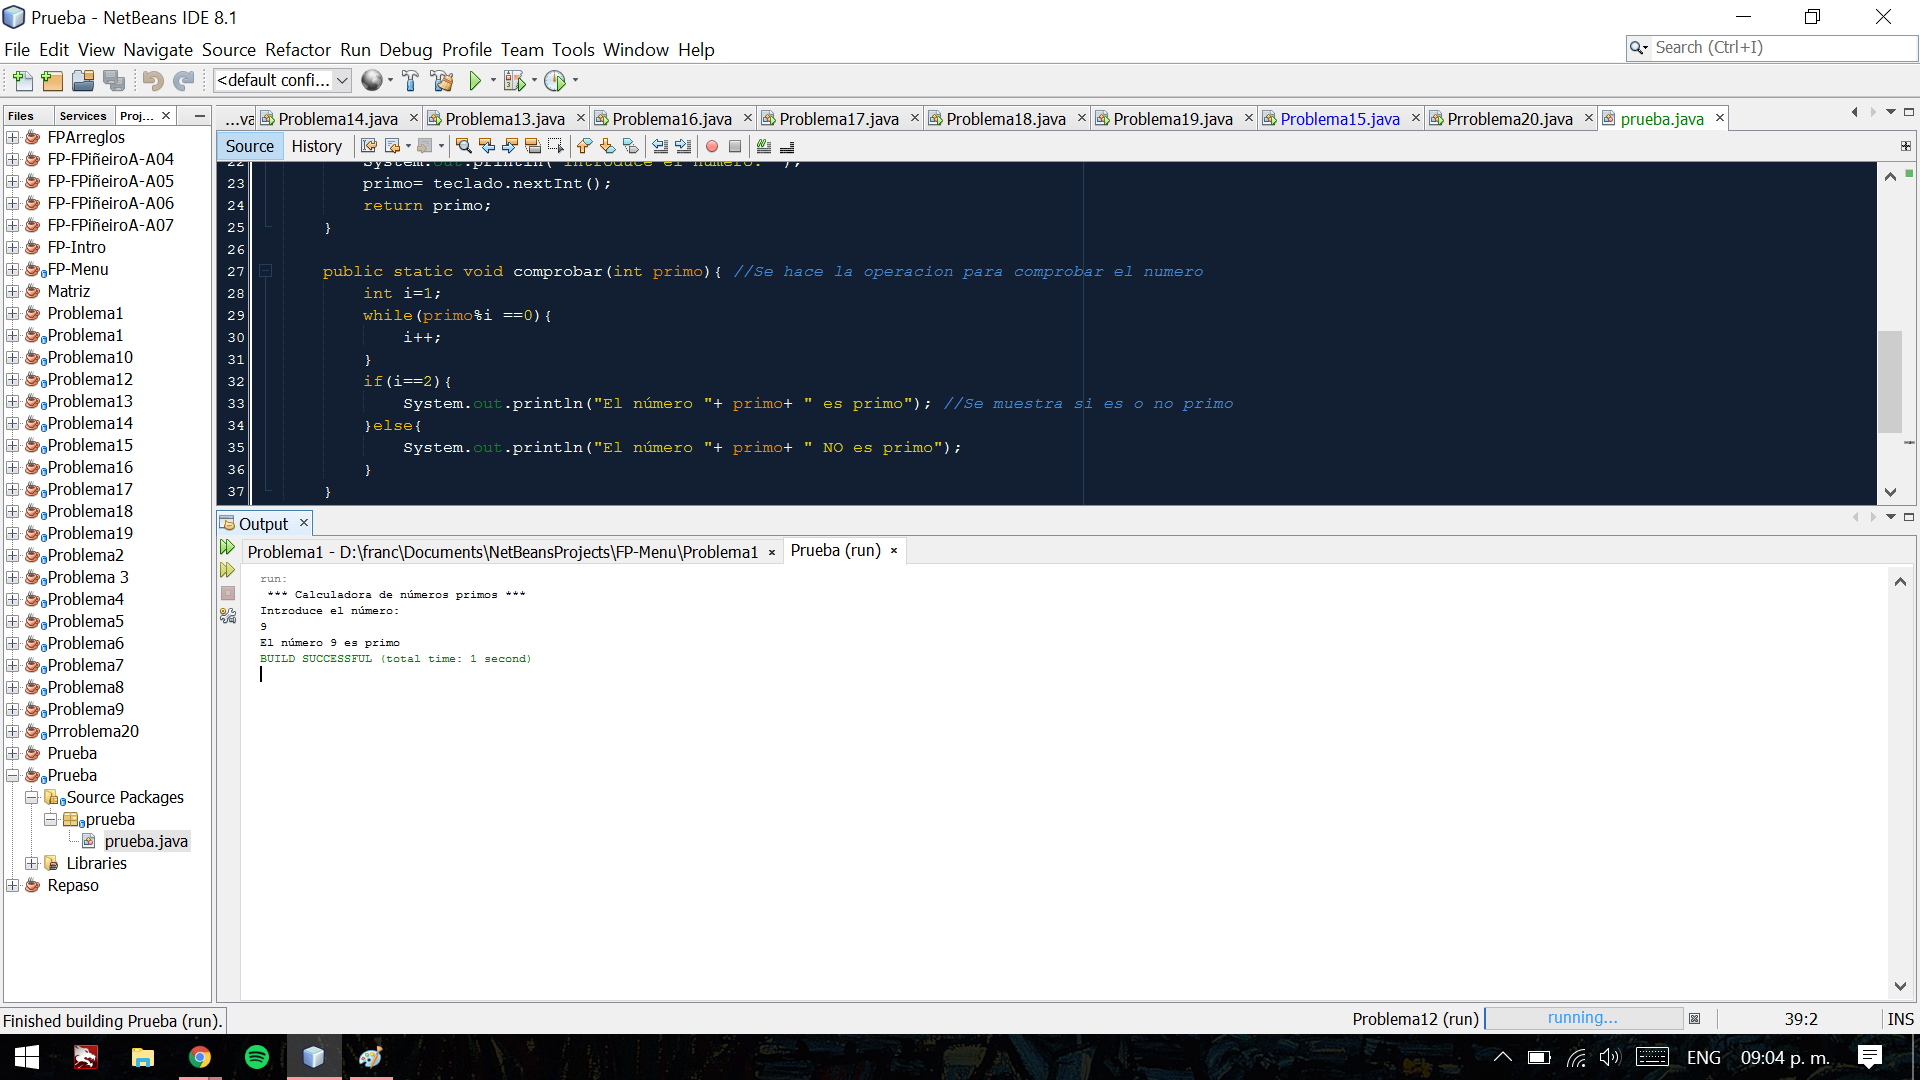 Prueba - NetBeans IDE 8.1
File Edit View Navigate Source Refactor Run Debug Profile Team Tools Window Help
Search (Ctrl+I)
<default confi...
Files Services Proj...
...va Problema14.java Problema13.java Problema16.java Problema17.java Problema18.java Problema19.java Problema15.java Prroblema20.java prueba.java
Source History
FPArreglos
FP-FPiñeiroA-A04
FP-FPiñeiroA-A05
FP-FPiñeiroA-A06
FP-FPiñeiroA-A07
FP-Intro
FP-Menu
Matriz
Problema1
Problema1
Problema10
Problema12
Problema13
Problema14
Problema15
Problema16
Problema17
Problema18
Problema19
Problema2
Problema 3
Problema4
Problema5
Problema6
Problema7
Problema8
Problema9
Prroblema20
Prueba
Prueba
Source Packages
prueba
prueba.java
Libraries
Repaso
22 System.out.println("Introduce el número: ");
23 primo= teclado.nextInt();
24 return primo;
25 }
26
27 public static void comprobar(int primo){ //Se hace la operacion para comprobar el numero
28 int i=1;
29 while(primo%i ==0){
30 i++;
31 }
32 if(i==2){
33 System.out.println("El número "+ primo+ " es primo"); //Se muestra si es o no primo
34 }else{
35 System.out.println("El número "+ primo+ " NO es primo");
36 }
37 }
Output
Problema1 - D:\franc\Documents\NetBeansProjects\FP-Menu\Problema1 Prueba (run)
run:
*** Calculadora de números primos ***
Introduce el número:
9
El número 9 es primo
BUILD SUCCESSFUL (total time: 1 second)
Finished building Prueba (run).
Problema12 (run) running... 39:2 INS
ENG 09:04 p. m.